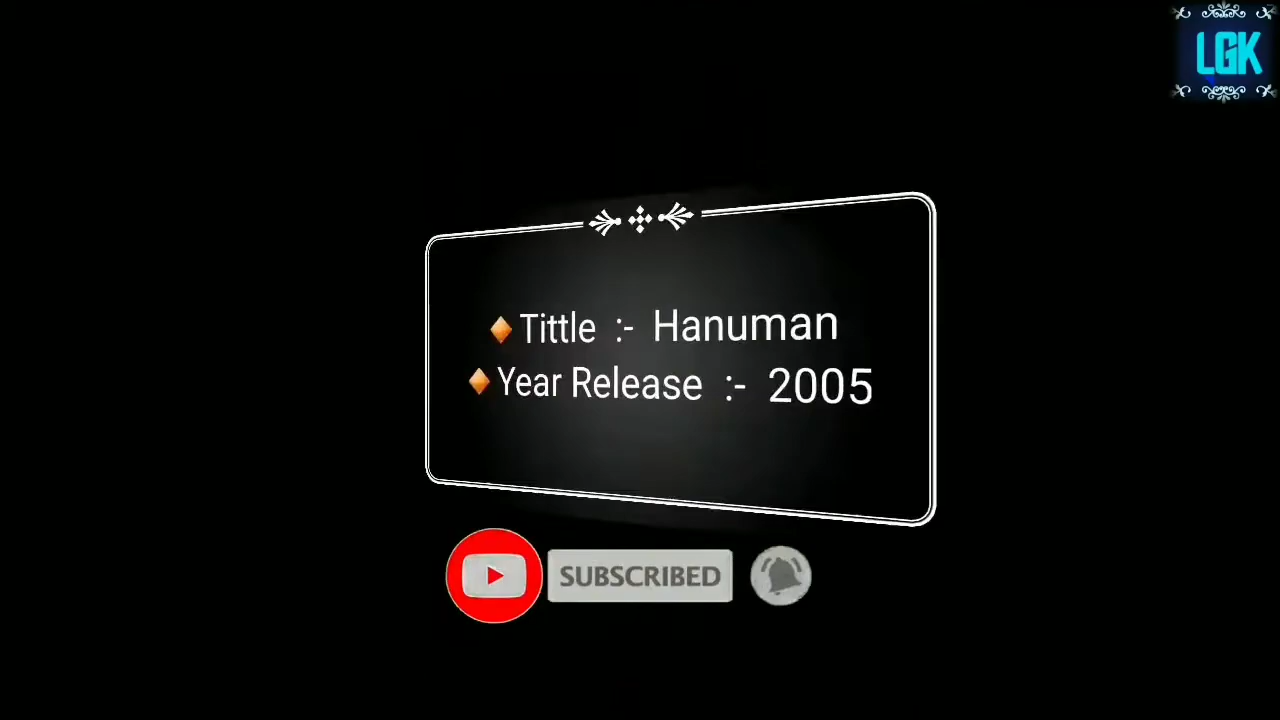 LGK
Tittle :- Hanuman
Year Release :- 2005
SUBSCRIBED